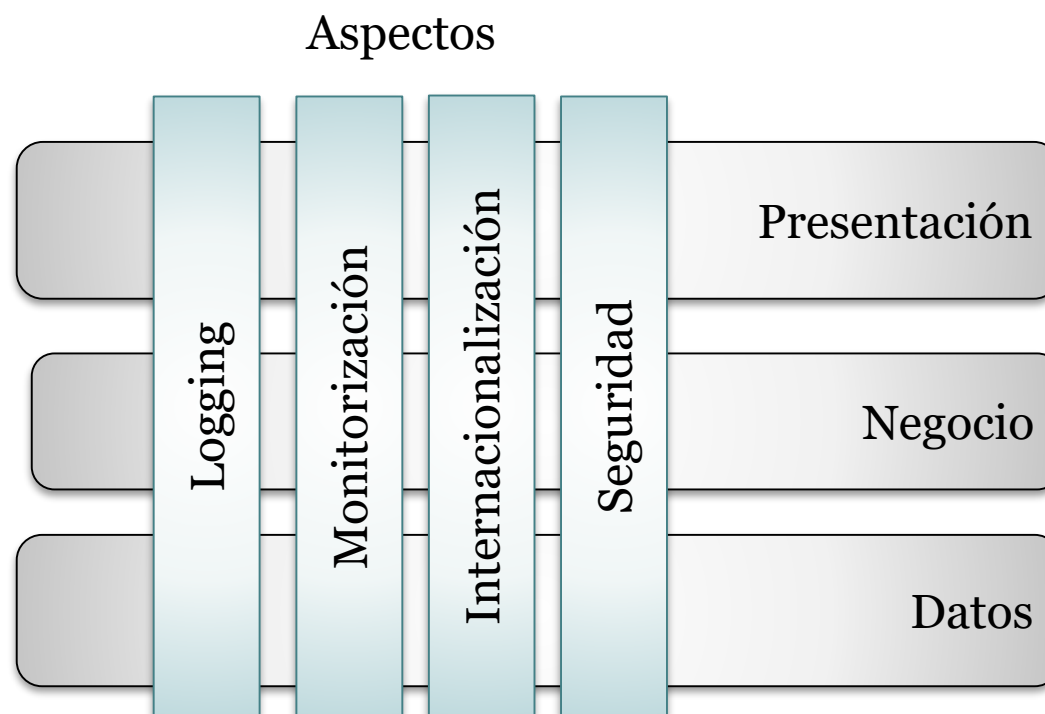 Aspectos
Logging
Monitorización
Internacionalización
Seguridad
Presentación
Negocio
Datos